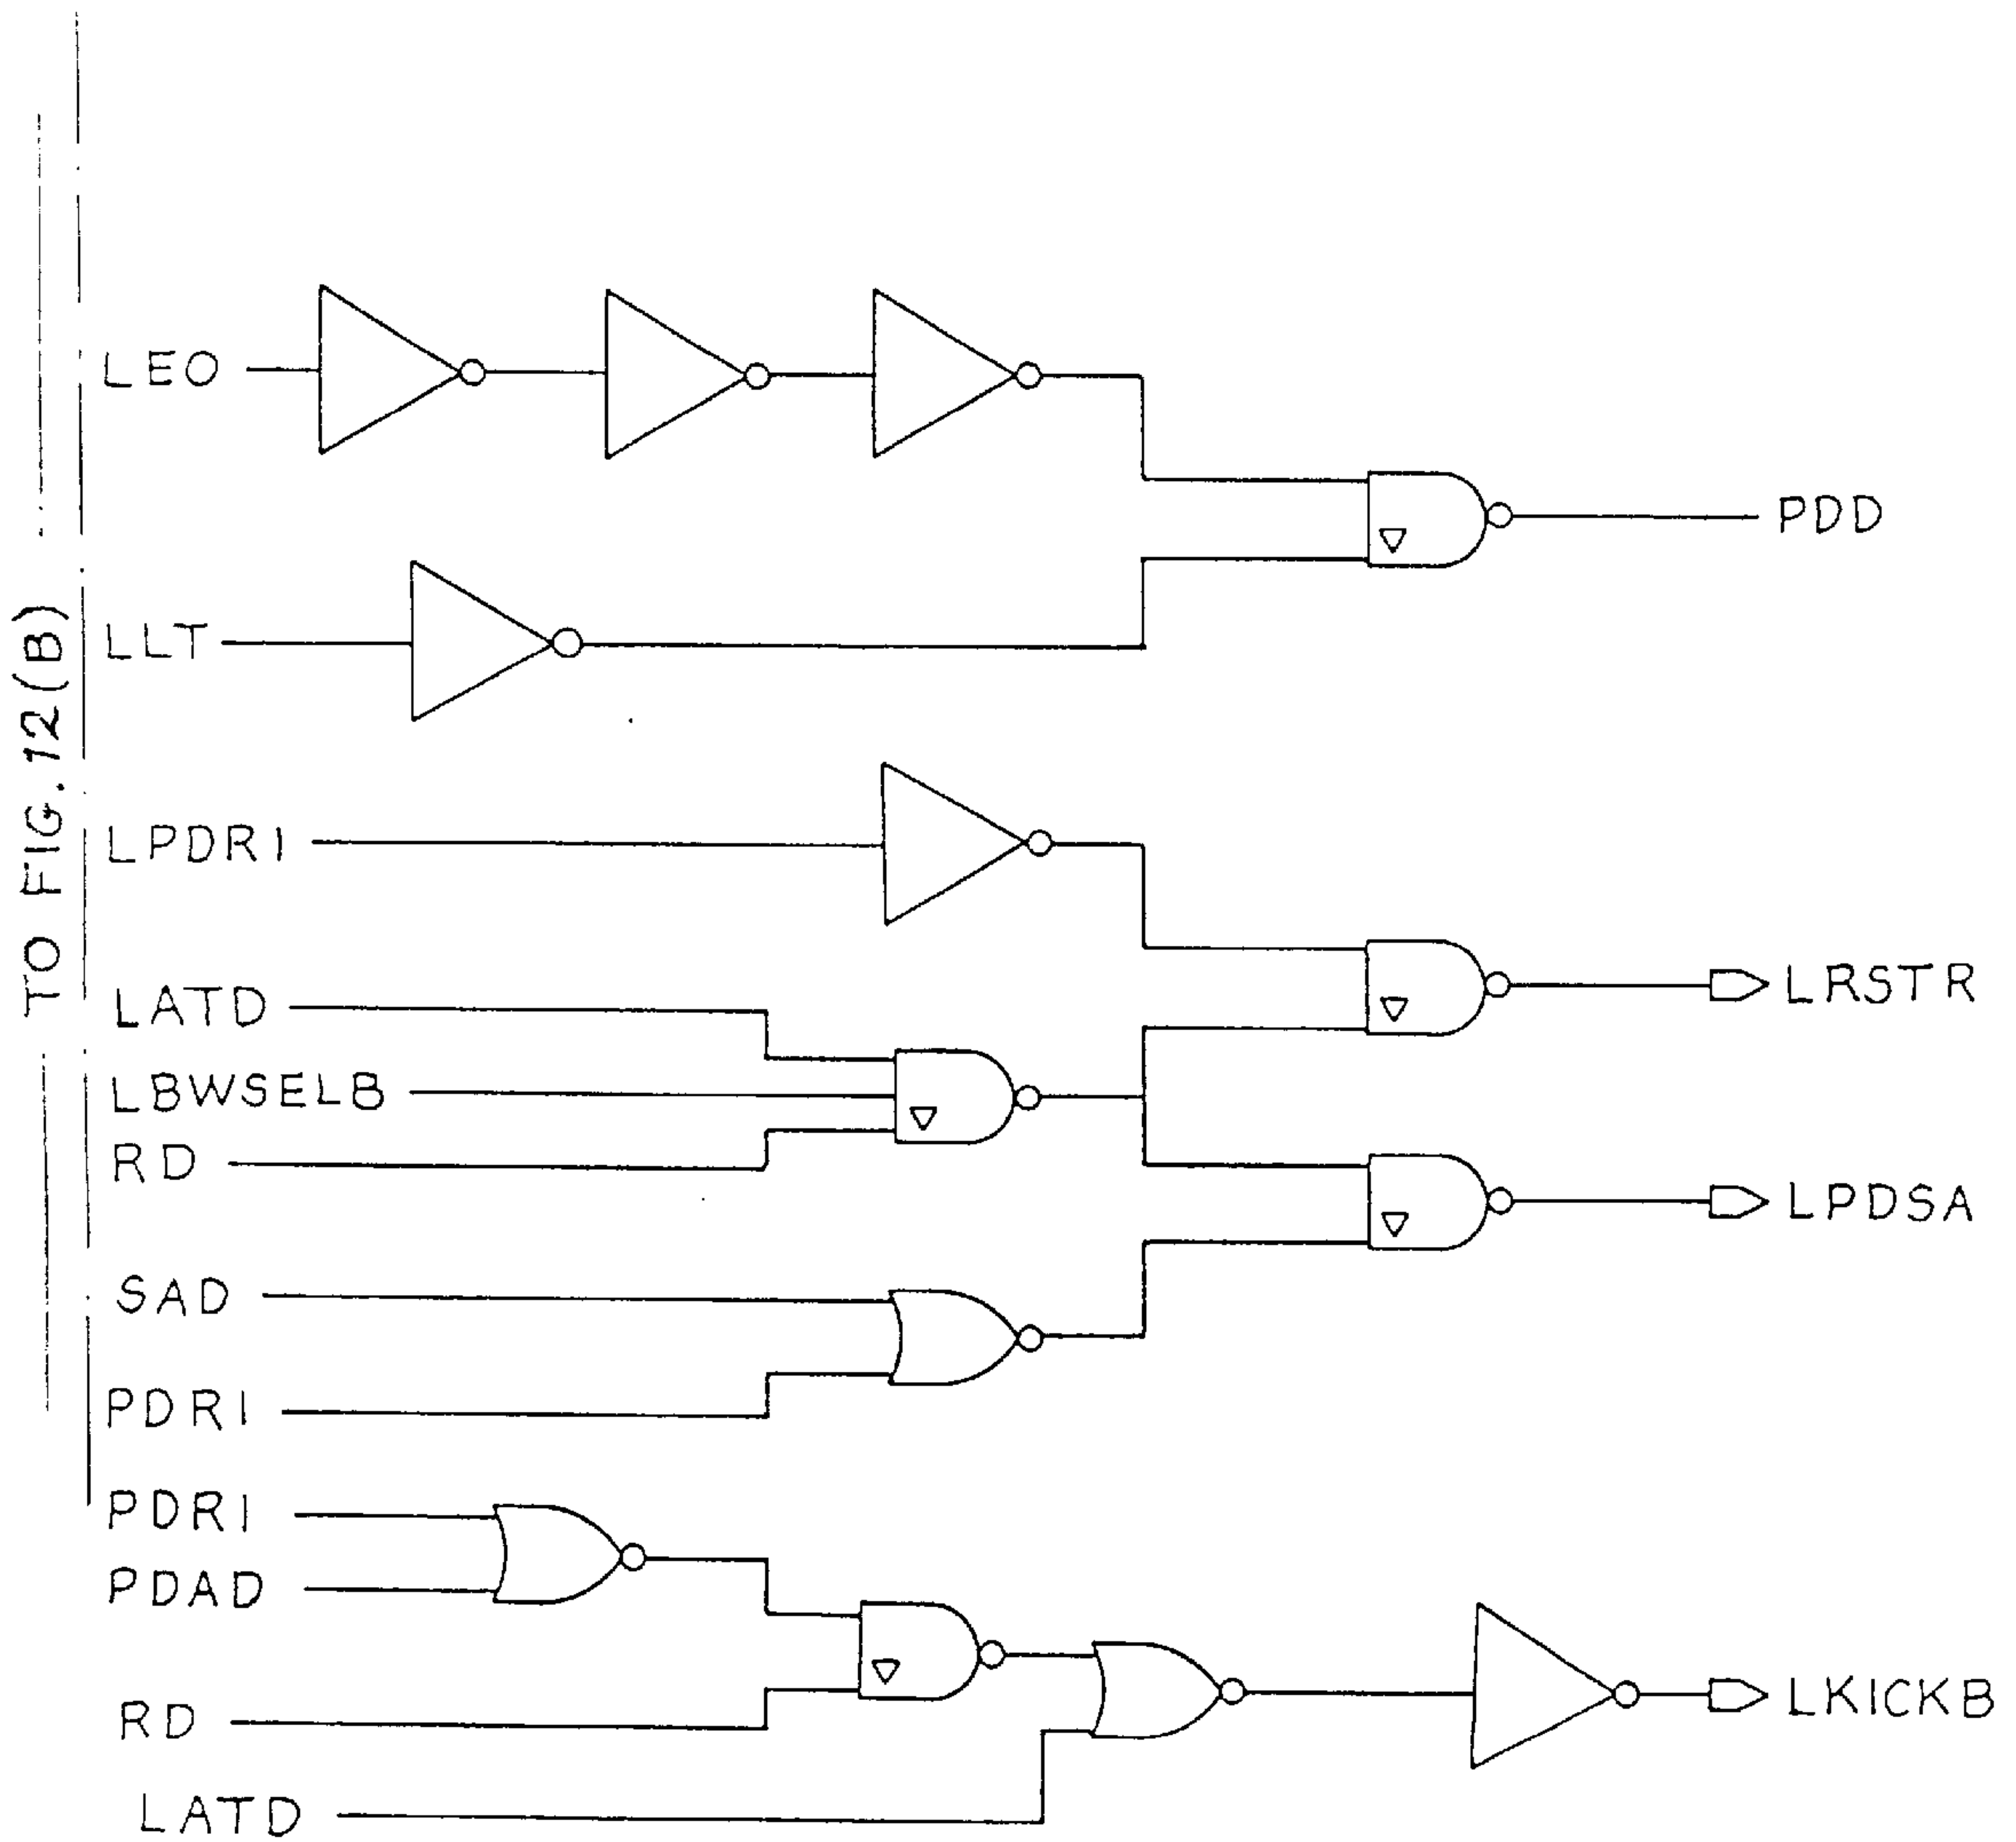 TO FIG. 12(B)
LEO
PDD
LLT
LPDR1
LRSTR
LATD
LBWSELB
RD
LPDSA
SAD
PDR1
PDR1
PDAD
RD
LKICKB
LATD